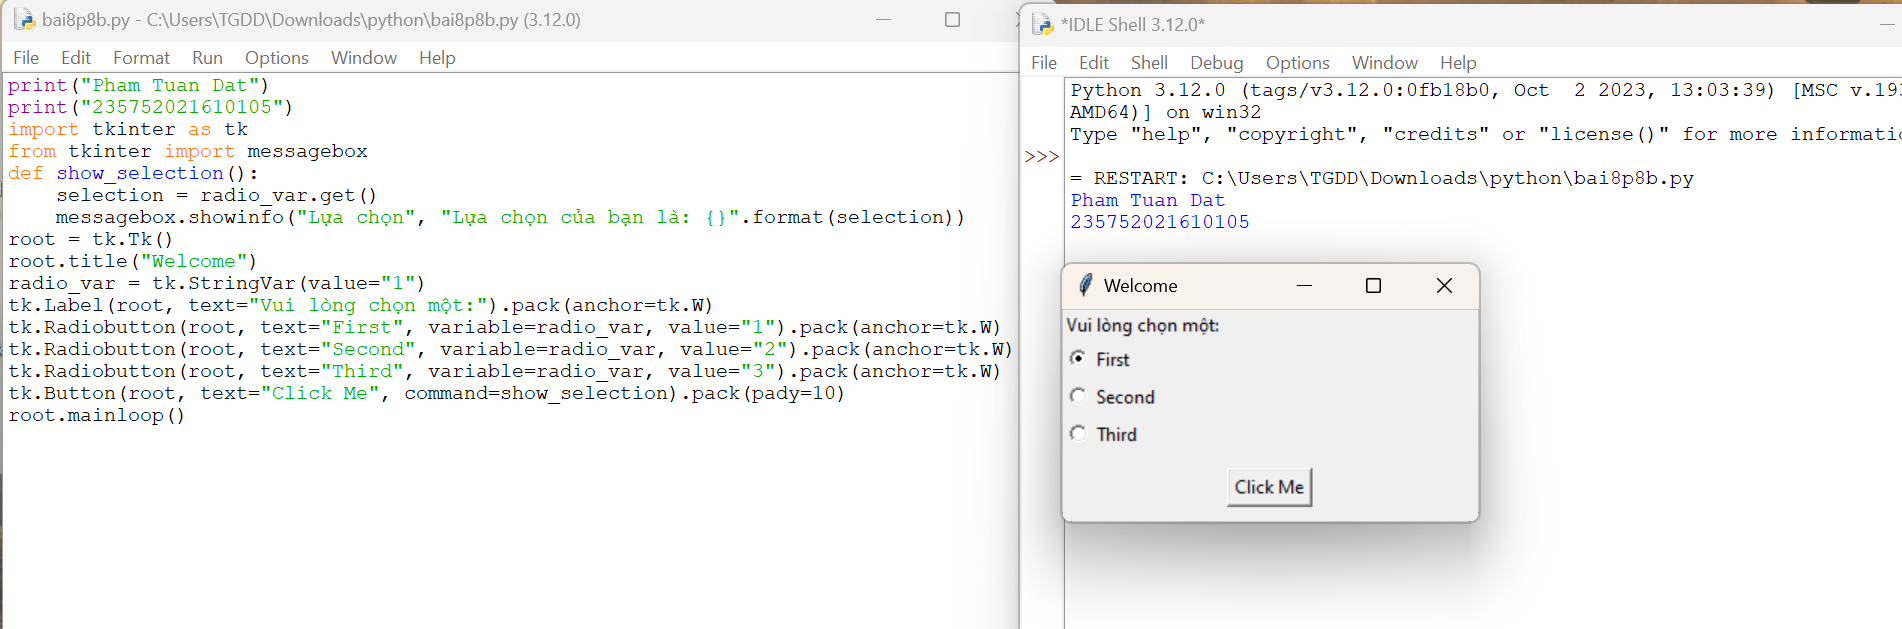 bai8p8b.py - C:\Users\TGDD\Downloads\python\bai8p8b.py (3.12.0)
File Edit Format Run Options Window Help
print("Pham Tuan Dat")
print("235752021610105")
import tkinter as tk
from tkinter import messagebox
def show_selection():
    selection = radio_var.get()
    messagebox.showinfo("Lựa chọn", "Lựa chọn của bạn là: {}".format(selection))
root = tk.Tk()
root.title("Welcome")
radio_var = tk.StringVar(value="1")
tk.Label(root, text="Vui lòng chọn một:").pack(anchor=tk.W)
tk.Radiobutton(root, text="First", variable=radio_var, value="1").pack(anchor=tk.W)
tk.Radiobutton(root, text="Second", variable=radio_var, value="2").pack(anchor=tk.W)
tk.Radiobutton(root, text="Third", variable=radio_var, value="3").pack(anchor=tk.W)
tk.Button(root, text="Click Me", command=show_selection).pack(pady=10)
root.mainloop()
*IDLE Shell 3.12.0*
File Edit Shell Debug Options Window Help
Python 3.12.0 (tags/v3.12.0:0fb18b0, Oct  2 2023, 13:03:39) [MSC v.193
AMD64)] on win32
Type "help", "copyright", "credits" or "license()" for more informatio
>>>
= RESTART: C:\Users\TGDD\Downloads\python\bai8p8b.py
Pham Tuan Dat
235752021610105
Welcome
Vui lòng chọn một:
First
Second
Third
Click Me